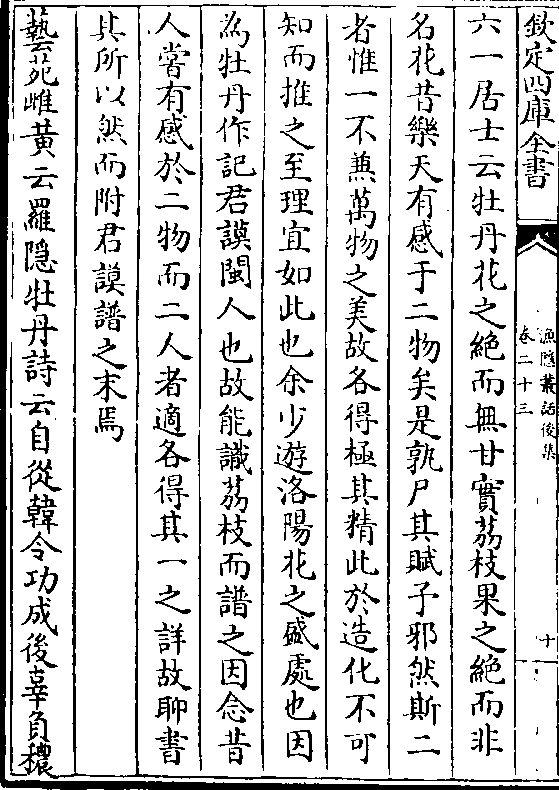 欽定四庫全書
漁隱叢話後集
卷二十三
十
六一居士云牡丹花之絶而無甘實荔枝果之絶而非
名花昔樂天有感于二物矣是孰尸其賦予邪然斯二
者惟一不兼萬物之美故各得極其精此於造化不可
知而推之至理宜如此也余少遊洛陽花之盛處也因
為牡丹作記君謨閩人也故能識荔枝而譜之因念昔
人嘗有感於二物而二人者適各得其一之詳故聊書
其所以然而附君謨譜之末焉
藝苑雌黃云羅隠牡丹詩云自從韓令功成後辜負穠